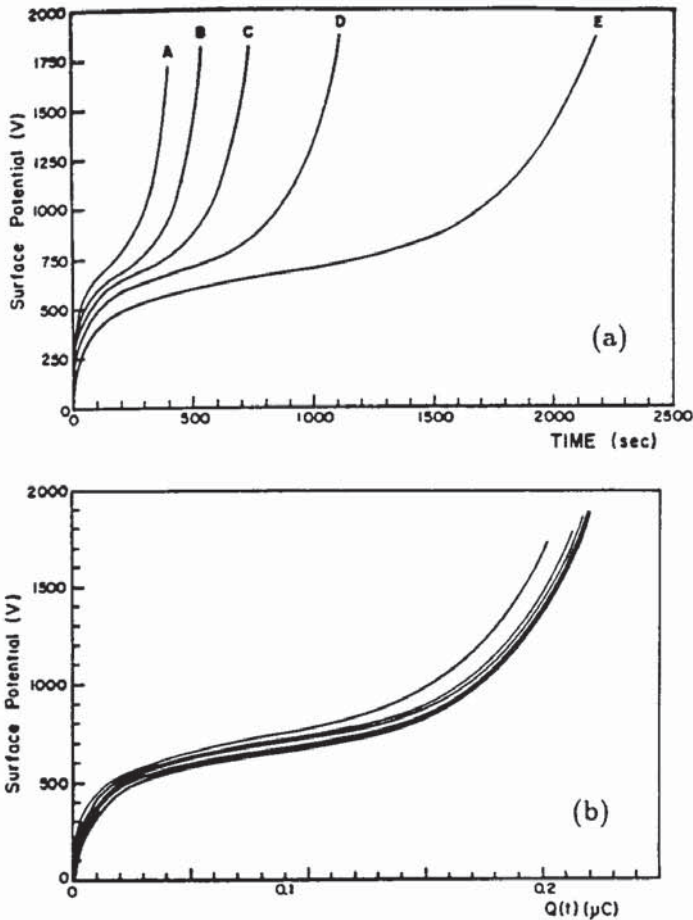 2000
1750
1500
1250
1000
750
500
250
0
Surface Potential (V)
A B C D E
(a)
0 500 1000 1500 2000 2500
TIME (sec)
2000
1500
1000
500
0
Surface Potential (V)
(b)
0 0.1 0.2
Q(t) (μC)